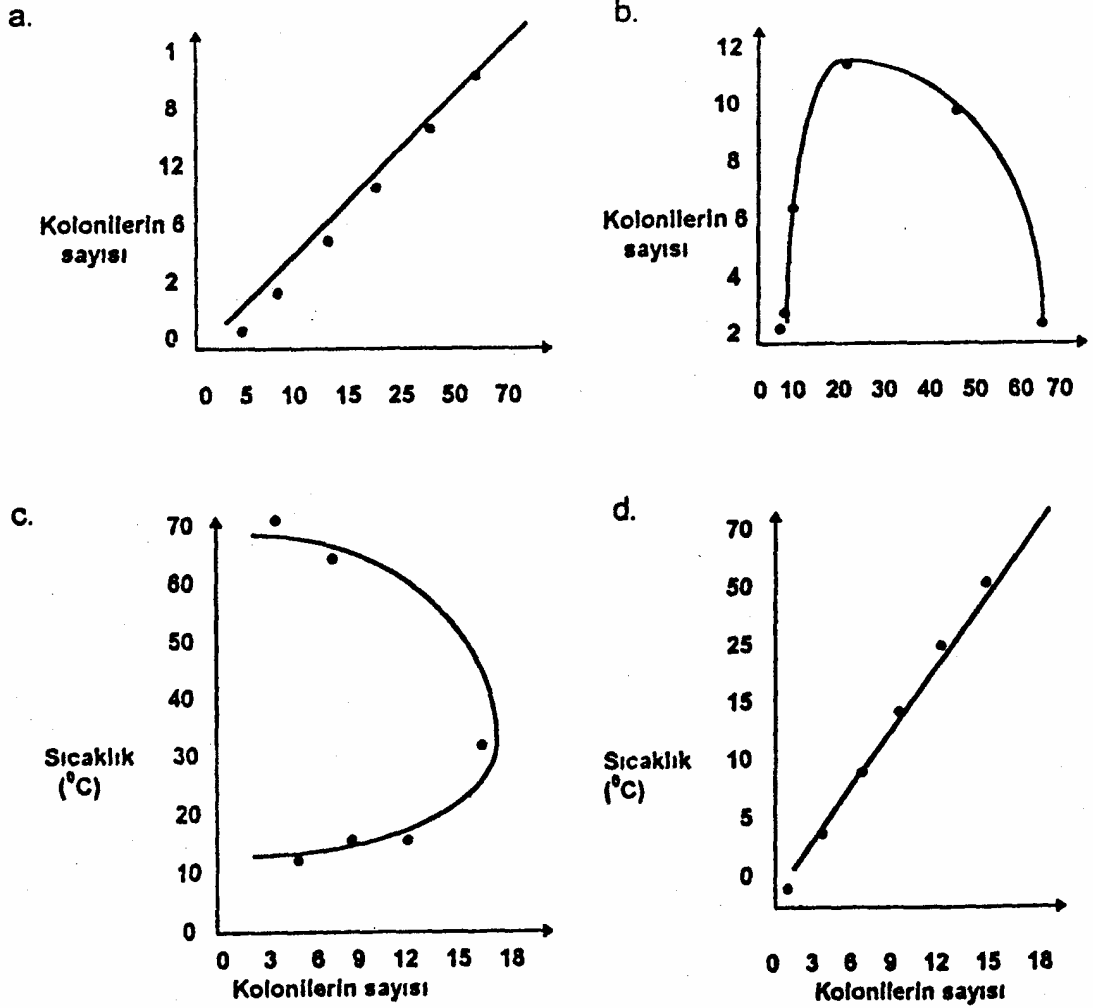 a.
1
8
12
Kolonilerin 6
sayısı
2
0
0 5 10 15 25 50 70
b.
12
10
8
Kolonilerin 6
sayısı
4
2
0 10 20 30 40 50 60 70
c.
70
60
50
40
Sıcaklık 30
(⁰C)
20
10
0
0 3 6 9 12 15 18
Kolonilerin sayısı
d.
70
50
25
15
Sıcaklık 10
(⁰C)
5
0
0 3 6 9 12 15 18
Kolonilerin sayısı